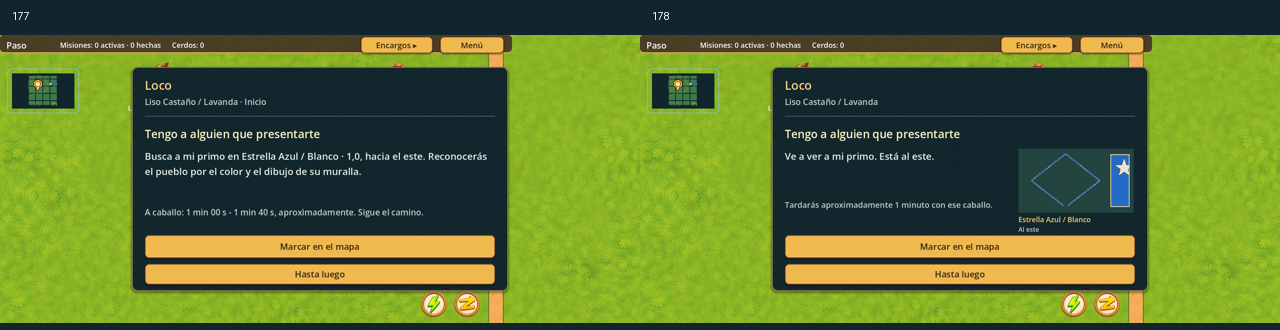 177
Paso
Misiones: 0 activas · 0 hechas
Cerdos: 0
Encargos ▸
Menú
Loco
Liso Castaño / Lavanda · Inicio
Tengo a alguien que presentarte
Busca a mi primo en Estrella Azul / Blanco · 1,0, hacia el este. Reconocerás
el pueblo por el color y el dibujo de su muralla.
A caballo: 1 min 00 s - 1 min 40 s, aproximadamente. Sigue el camino.
Marcar en el mapa
Hasta luego
178
Paso
Misiones: 0 activas · 0 hechas
Cerdos: 0
Encargos ▸
Menú
Loco
Liso Castaño / Lavanda
Tengo a alguien que presentarte
Ve a ver a mi primo. Está al este.
Tardarás aproximadamente 1 minuto con ese caballo.
Estrella Azul / Blanco
Al este
Marcar en el mapa
Hasta luego